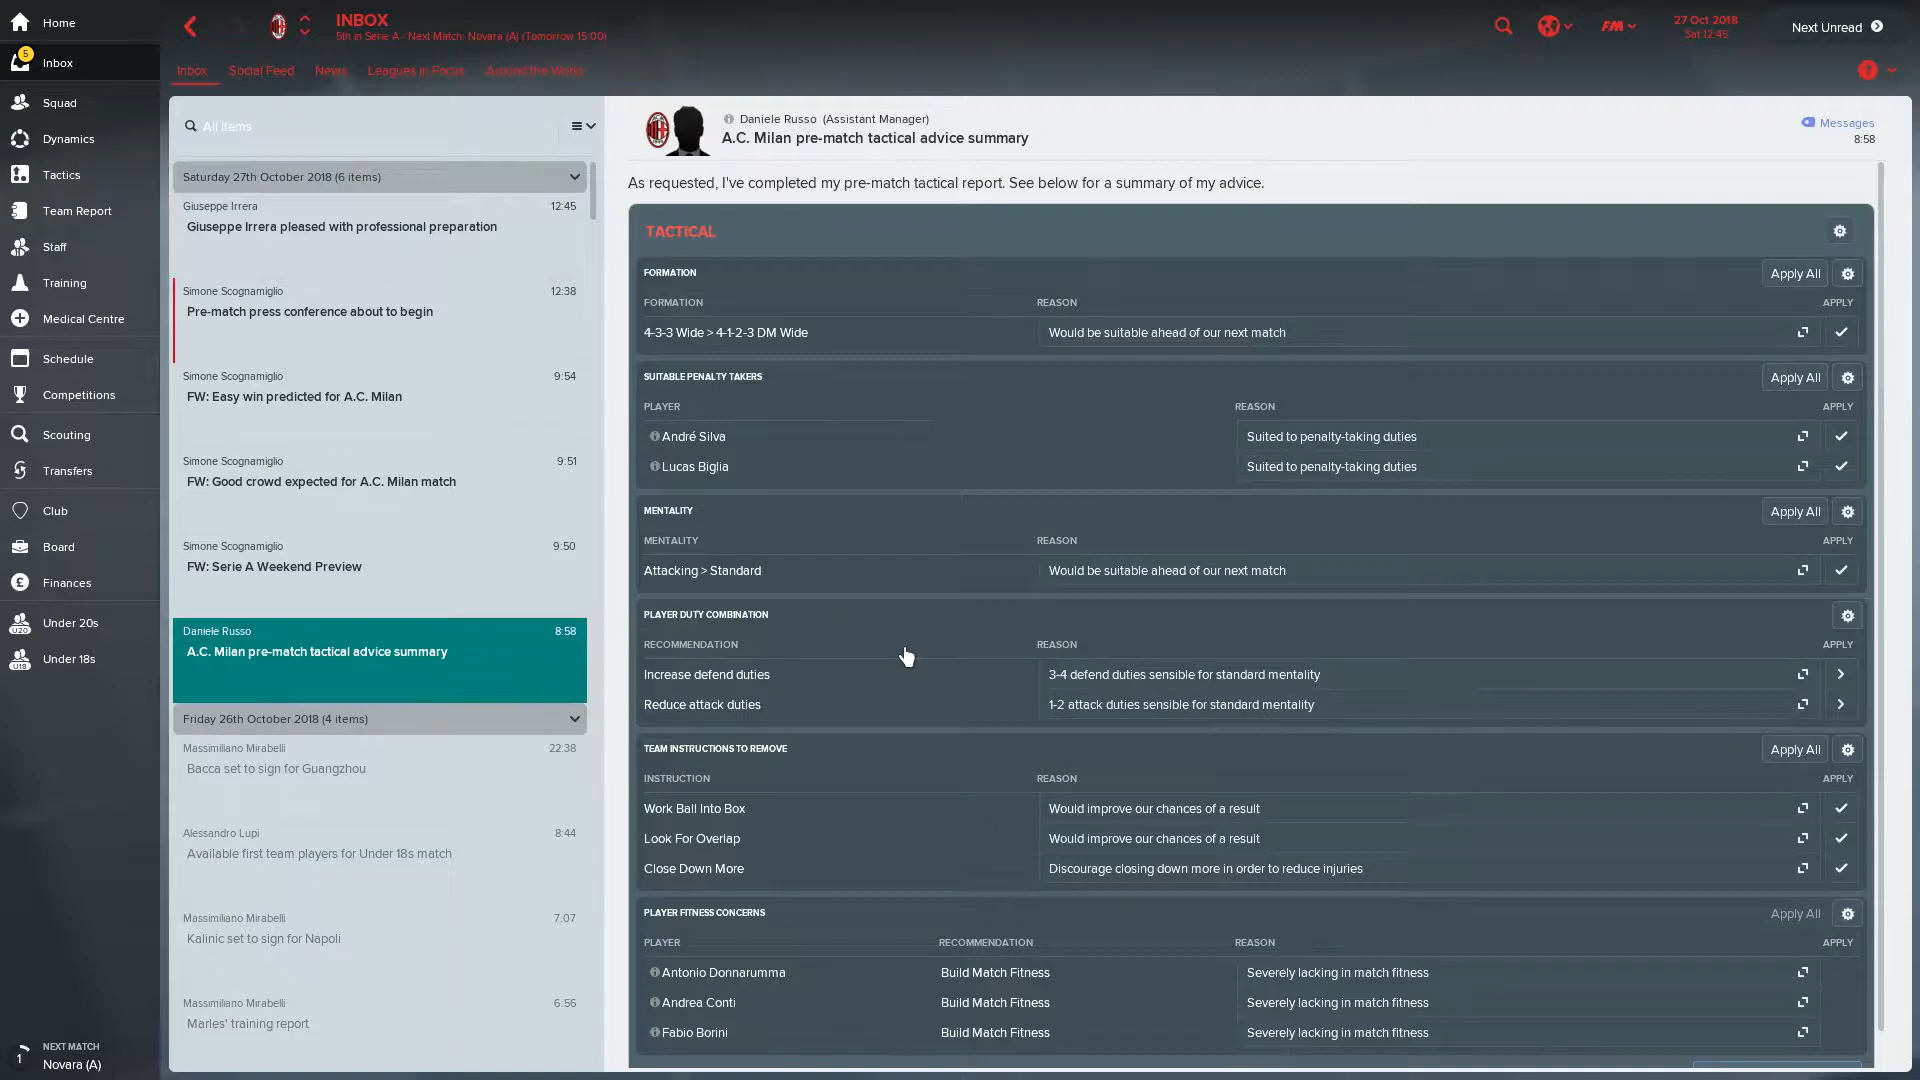 Home
5
Inbox
Squad
Dynamics
Tactics
Team Report
Staff
Training
Medical Centre
Schedule
Competitions
Scouting
Transfers
Club
Board
Finances
U20
Under 20s
U18
Under 18s
1
NEXT MATCH
Novara (A)
INBOX
5th in Serie A - Next Match: Novara (A) (Tomorrow 15:00)
FM
27 Oct 2018
Sat 12:45
Next Unread
Inbox
Social Feed
News
Leagues in Focus
Around the World
All Items
Saturday 27th October 2018 (6 items)
Giuseppe Irrera 12:45
Giuseppe Irrera pleased with professional preparation
Simone Scognamiglio 12:38
Pre-match press conference about to begin
Simone Scognamiglio 9:54
FW: Easy win predicted for A.C. Milan
Simone Scognamiglio 9:51
FW: Good crowd expected for A.C. Milan match
Simone Scognamiglio 9:50
FW: Serie A Weekend Preview
Daniele Russo 8:58
A.C. Milan pre-match tactical advice summary
Friday 26th October 2018 (4 items)
Massimiliano Mirabelli 22:38
Bacca set to sign for Guangzhou
Alessandro Lupi 8:44
Available first team players for Under 18s match
Massimiliano Mirabelli 7:07
Kalinic set to sign for Napoli
Massimiliano Mirabelli 6:56
Marles' training report
Daniele Russo (Assistant Manager)
A.C. Milan pre-match tactical advice summary
Messages
8:58
As requested, I've completed my pre-match tactical report. See below for a summary of my advice.
TACTICAL
FORMATION Apply All
FORMATION REASON APPLY
4-3-3 Wide > 4-1-2-3 DM Wide Would be suitable ahead of our next match
SUITABLE PENALTY TAKERS Apply All
PLAYER REASON APPLY
André Silva Suited to penalty-taking duties
Lucas Biglia Suited to penalty-taking duties
MENTALITY Apply All
MENTALITY REASON APPLY
Attacking > Standard Would be suitable ahead of our next match
PLAYER DUTY COMBINATION
RECOMMENDATION REASON APPLY
Increase defend duties 3-4 defend duties sensible for standard mentality
Reduce attack duties 1-2 attack duties sensible for standard mentality
TEAM INSTRUCTIONS TO REMOVE Apply All
INSTRUCTION REASON APPLY
Work Ball Into Box Would improve our chances of a result
Look For Overlap Would improve our chances of a result
Close Down More Discourage closing down more in order to reduce injuries
PLAYER FITNESS CONCERNS Apply All
PLAYER RECOMMENDATION REASON APPLY
Antonio Donnarumma Build Match Fitness Severely lacking in match fitness
Andrea Conti Build Match Fitness Severely lacking in match fitness
Fabio Borini Build Match Fitness Severely lacking in match fitness